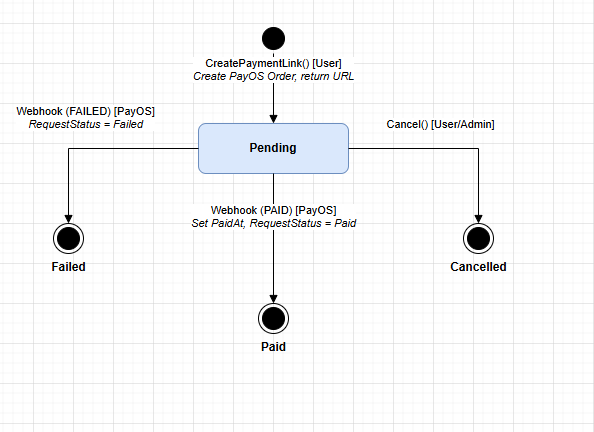 CreatePaymentLink() [User]
Create PayOS Order, return URL
Webhook (FAILED) [PayOS]
RequestStatus = Failed
Cancel() [User/Admin]
Pending
Webhook (PAID) [PayOS]
Set PaidAt, RequestStatus = Paid
Failed
Cancelled
Paid